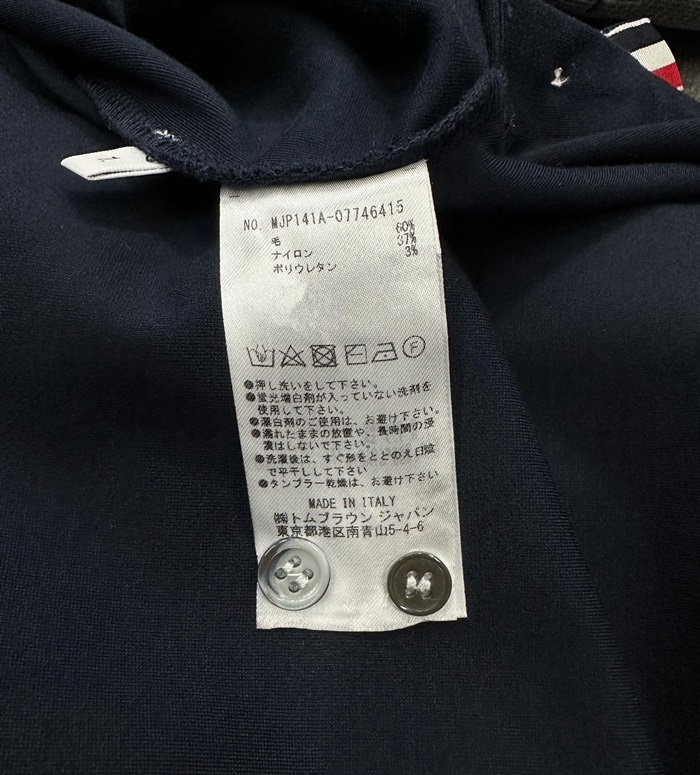 NO. MJP141A-07746415
毛 60%
ナイロン 37%
ポリウレタン 3%
F
●押し洗いをして下さい。
●蛍光増白剤が入っていない洗剤を
使用して下さい。
●漂白剤のご使用は、お避け下さい。
●濡れたままの放置や、長時間の浸
漬はしないで下さい。
●洗濯後は、すぐ形をととのえ日陰
で平干しして下さい
●タンブラー乾燥は、お避け下さい
MADE IN ITALY
㈱トムブラウン ジャパン
東京都港区南青山5-4-6